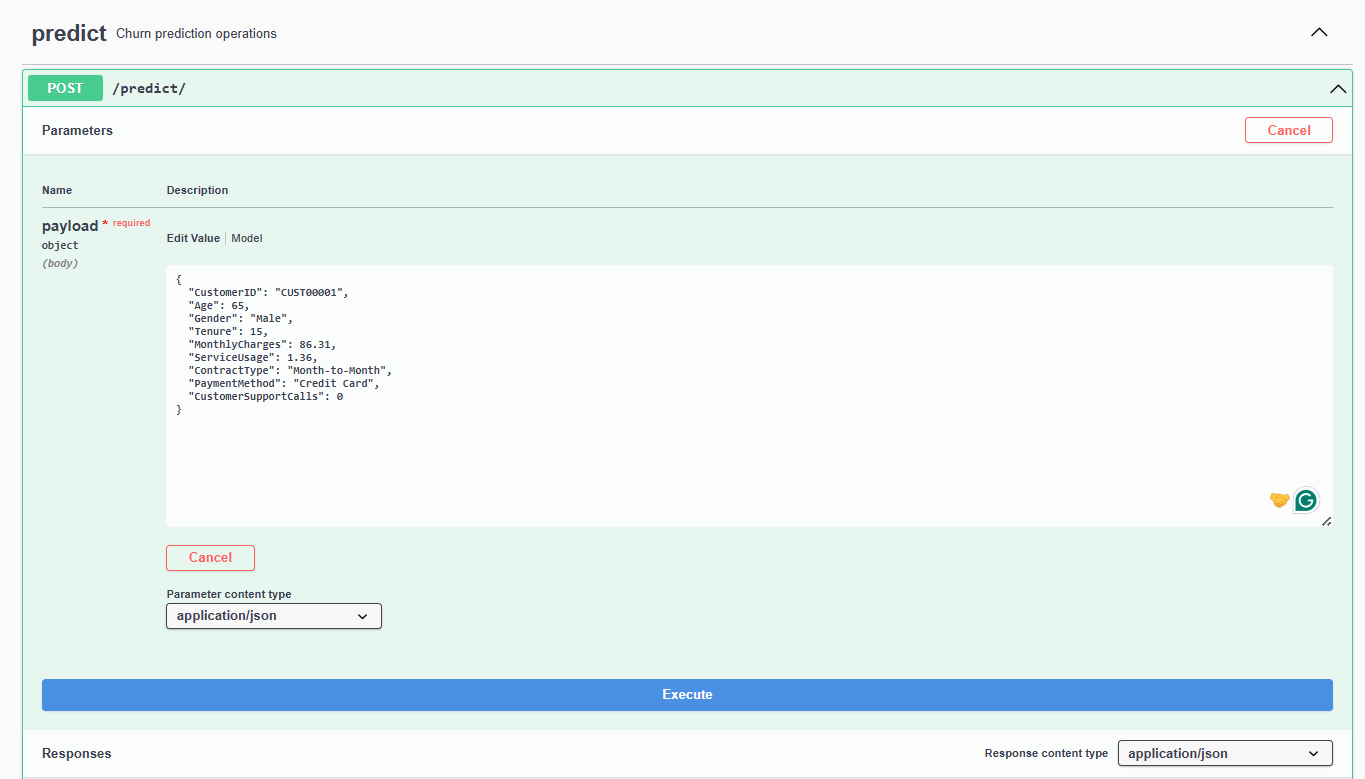 predict Churn prediction operations
POST /predict/
Parameters Cancel
Name Description
payload * required
object
(body)
Edit Value Model
{
  "CustomerID": "CUST00001",
  "Age": 65,
  "Gender": "Male",
  "Tenure": 15,
  "MonthlyCharges": 86.31,
  "ServiceUsage": 1.36,
  "ContractType": "Month-to-Month",
  "PaymentMethod": "Credit Card",
  "CustomerSupportCalls": 0
}
Cancel
Parameter content type
application/json
Execute
Responses Response content type application/json